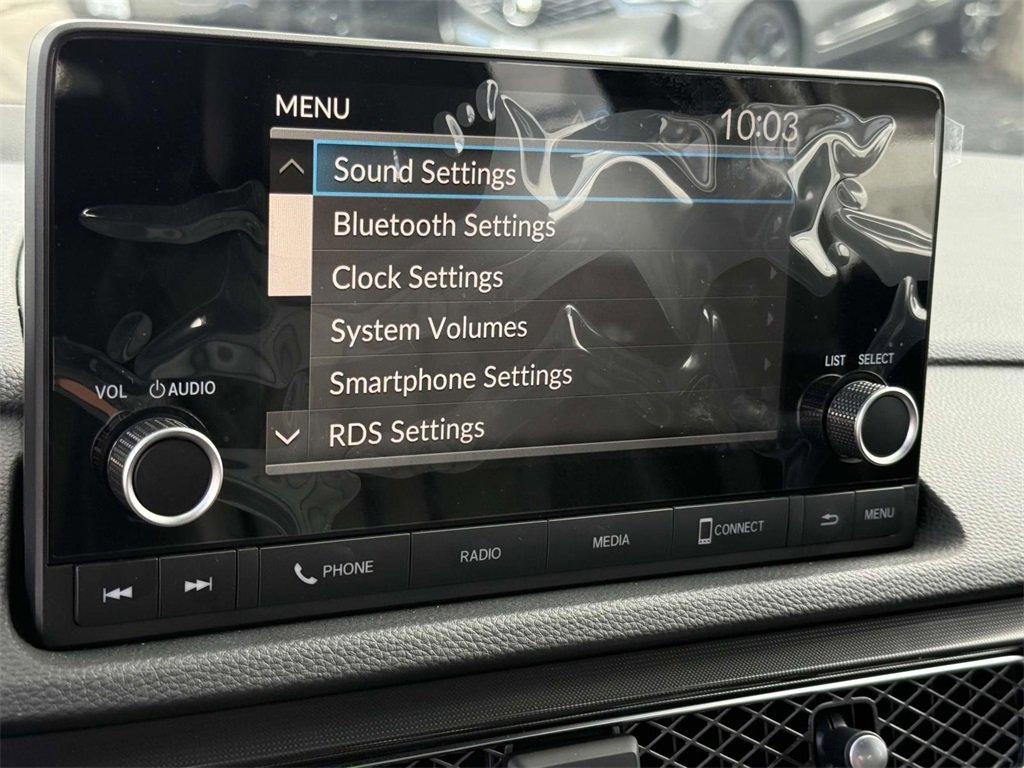 MENU
10:03
Sound Settings
Bluetooth Settings
Clock Settings
System Volumes
Smartphone Settings
RDS Settings
VOL AUDIO
LIST SELECT
PHONE
RADIO
MEDIA
CONNECT
MENU